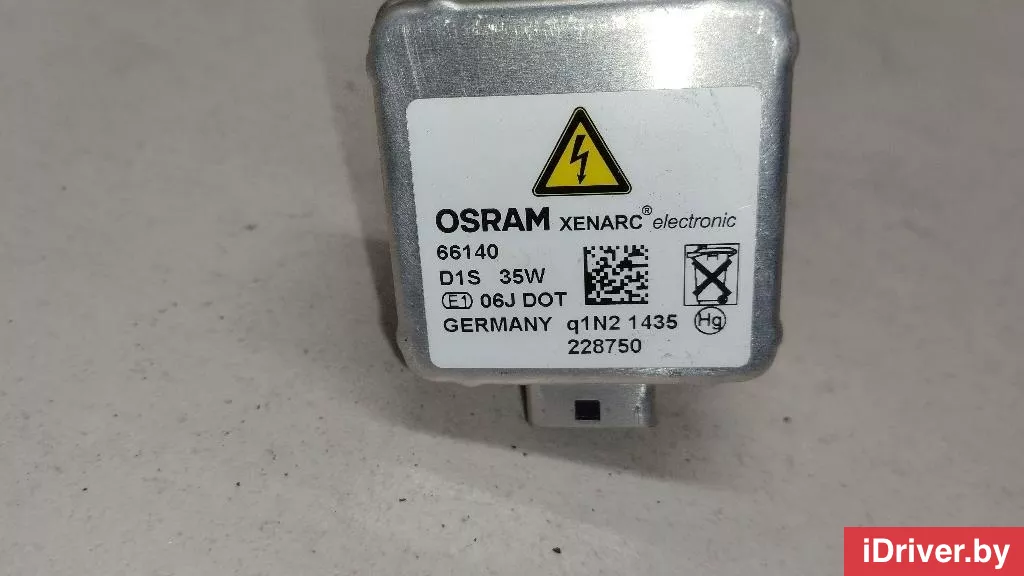 OSRAM XENARC® electronic
66140
D1S 35W
E1 06J DOT
GERMANY q1N2 1435
Hg
228750
iDriver.by